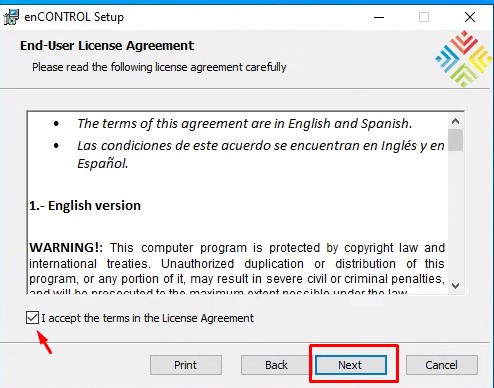 enCONTROL Setup
End-User License Agreement
Please read the following license agreement carefully
• The terms of this agreement are in English and Spanish.
• Las condiciones de este acuerdo se encuentran en Inglés y en
Español.
1.- English version
WARNING!: This computer program is protected by copyright law and
international treaties. Unauthorized duplication or distribution of this
program, or any portion of it, may result in severe civil or criminal penalties,
and will be prosecuted to the maximum extent possible under the law.
I accept the terms in the License Agreement
Print
Back
Next
Cancel